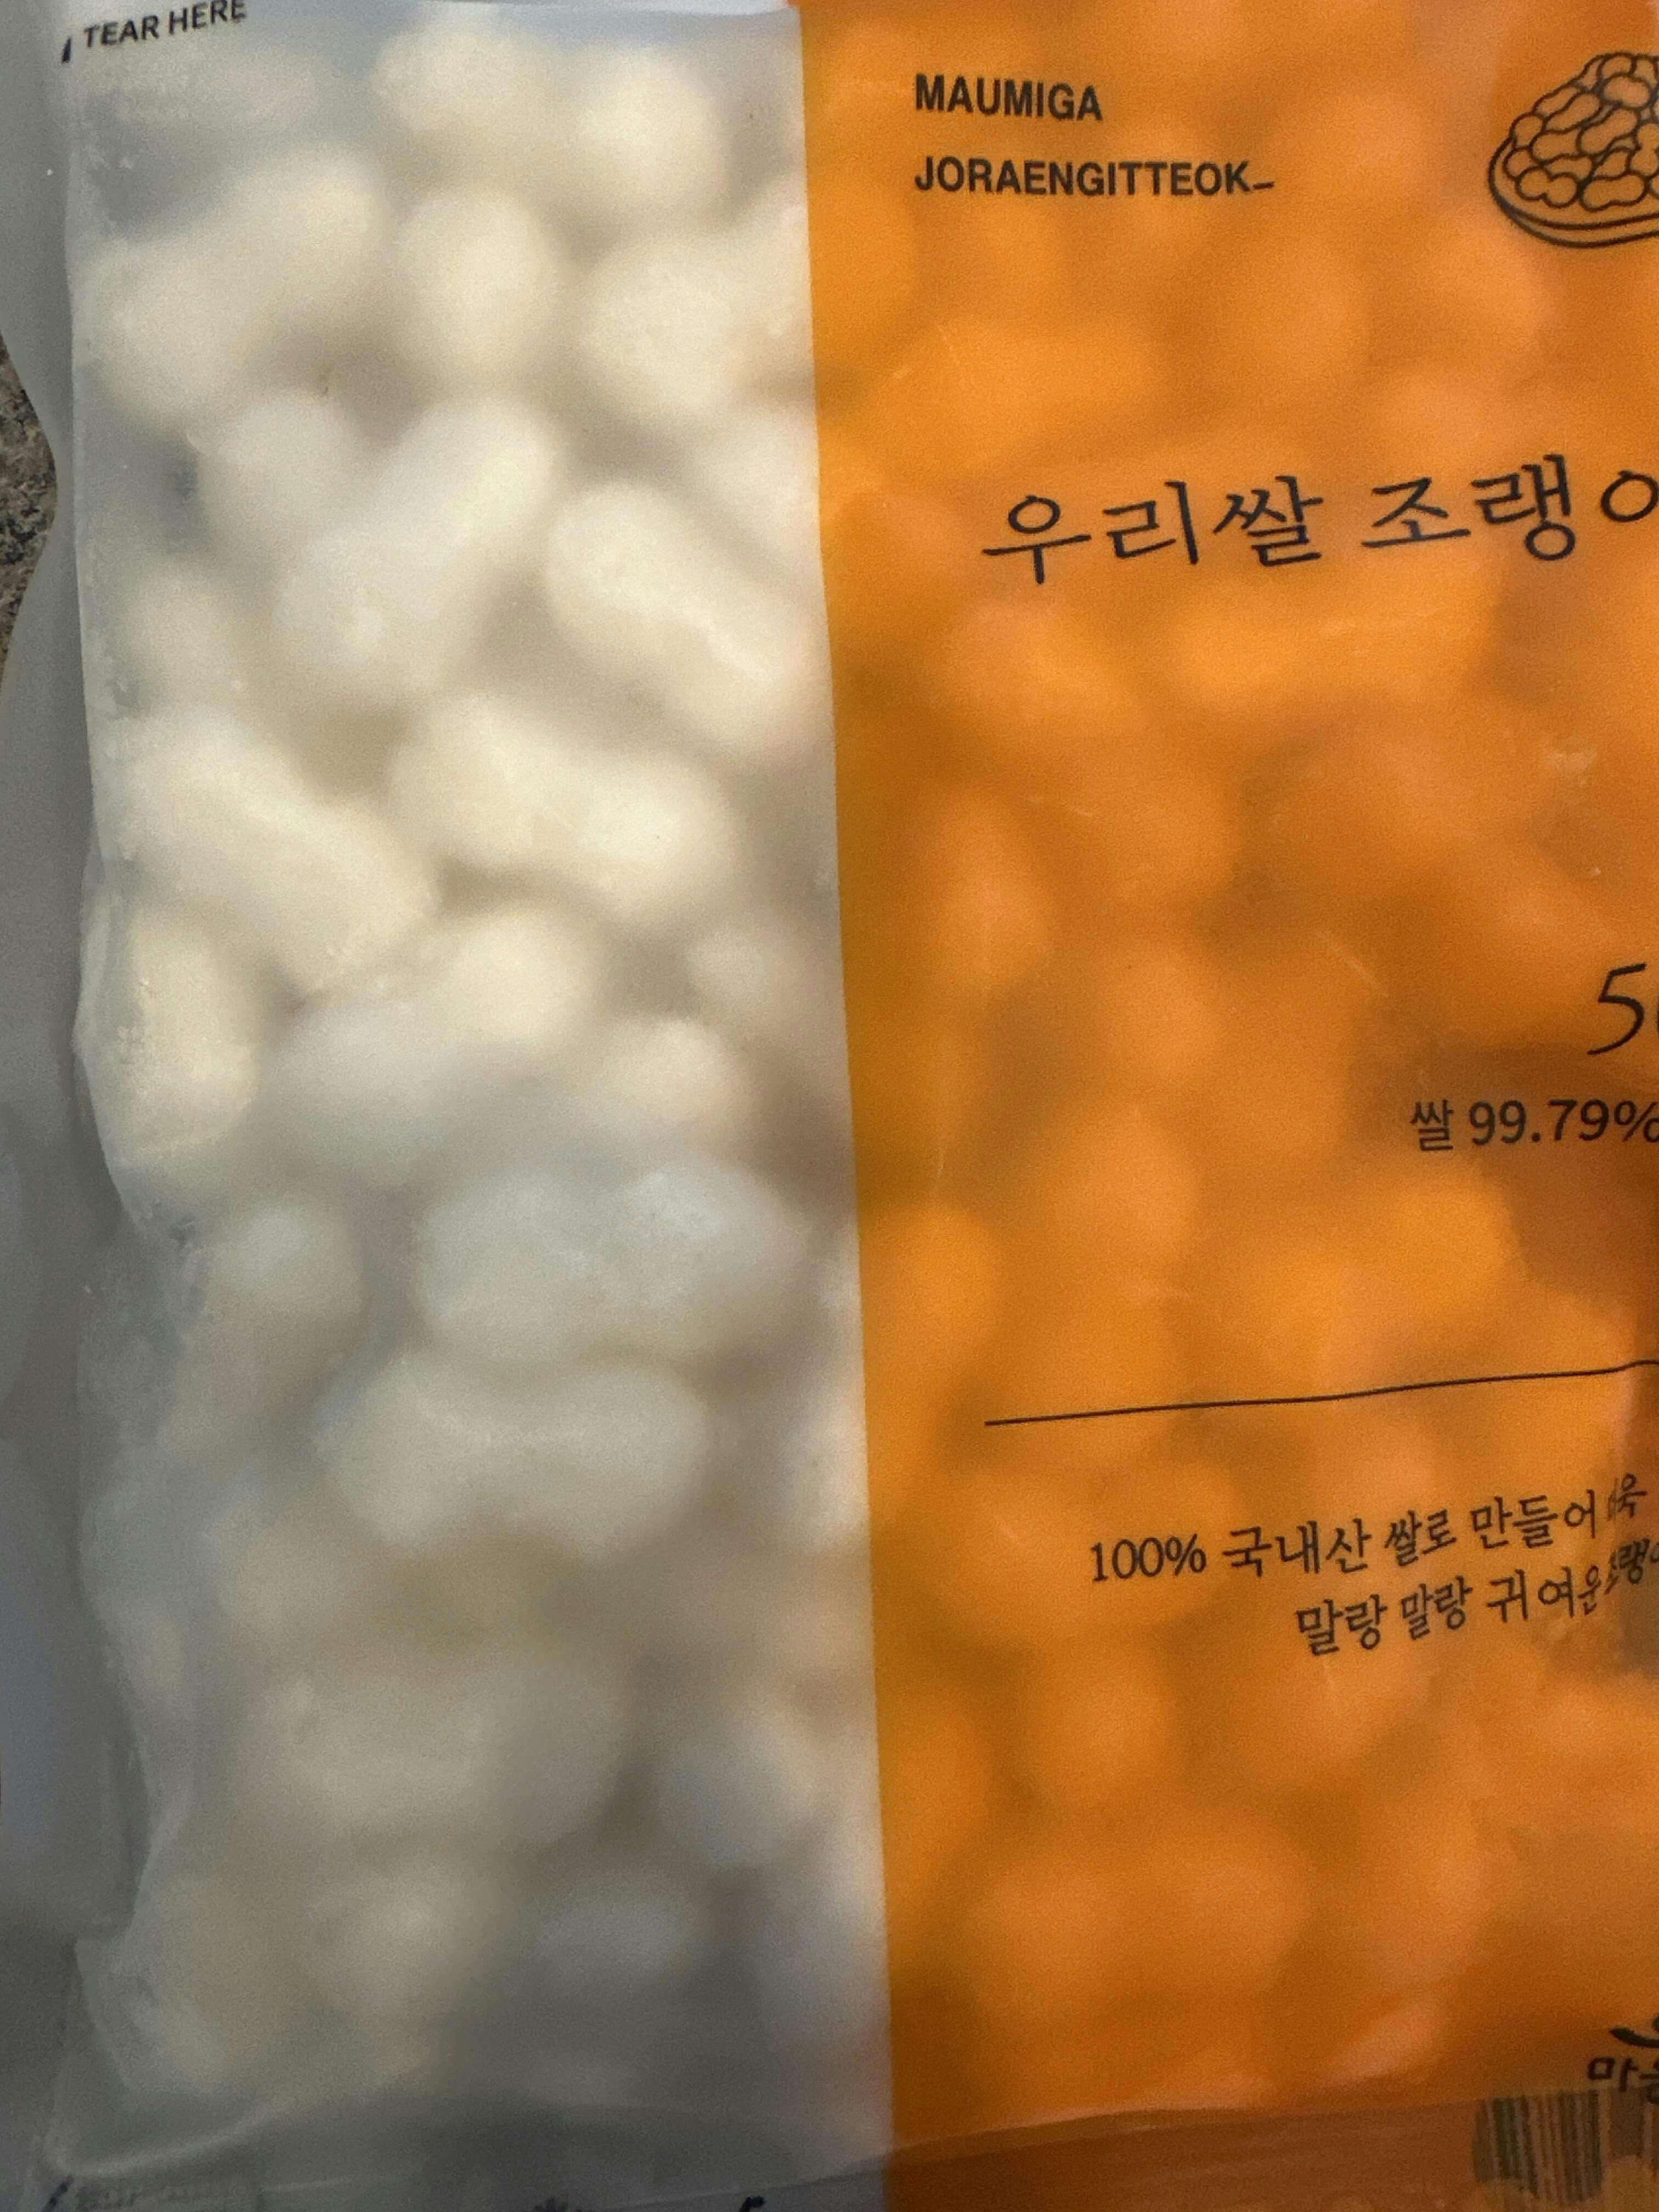 TEAR HERE
MAUMIGA
JORAENGITTEOK-
우리쌀 조랭이
쌀 99.79%
100% 국내산 쌀로 만들어
말랑 말랑 귀여운